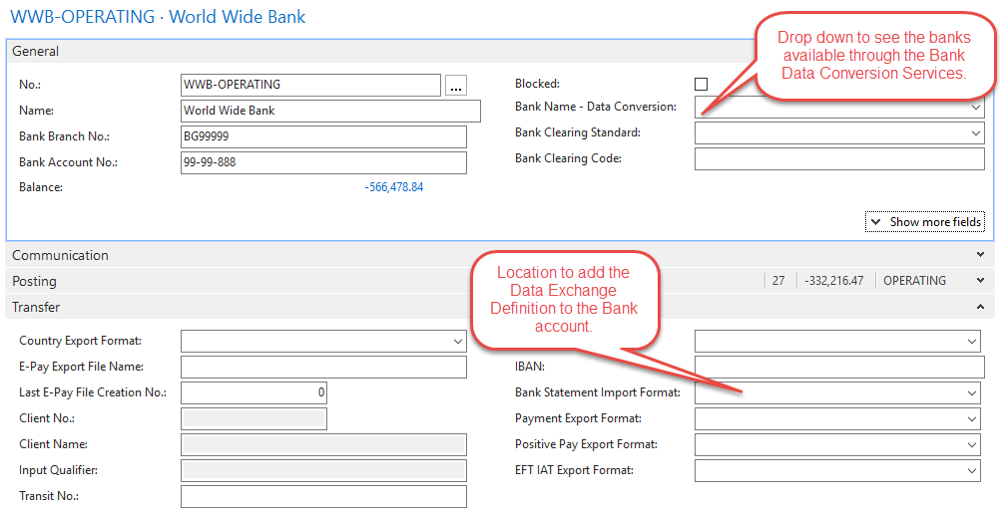 WWB-OPERATING · World Wide Bank
General
No.: WWB-OPERATING ...
Name: World Wide Bank
Bank Branch No.: BG99999
Bank Account No.: 99-99-888
Balance: -566,478.84
Blocked:
Bank Name - Data Conversion:
Bank Clearing Standard:
Bank Clearing Code:
Drop down to see the banks
available through the Bank
Data Conversion Services.
Show more fields
Communication
Posting 27 -332,216.47 OPERATING
Transfer
Location to add the
Data Exchange
Definition to the Bank
account.
Country Export Format:
E-Pay Export File Name:
Last E-Pay File Creation No.: 0
Client No.:
Client Name:
Input Qualifier:
Transit No.:
IBAN:
Bank Statement Import Format:
Payment Export Format:
Positive Pay Export Format:
EFT IAT Export Format: